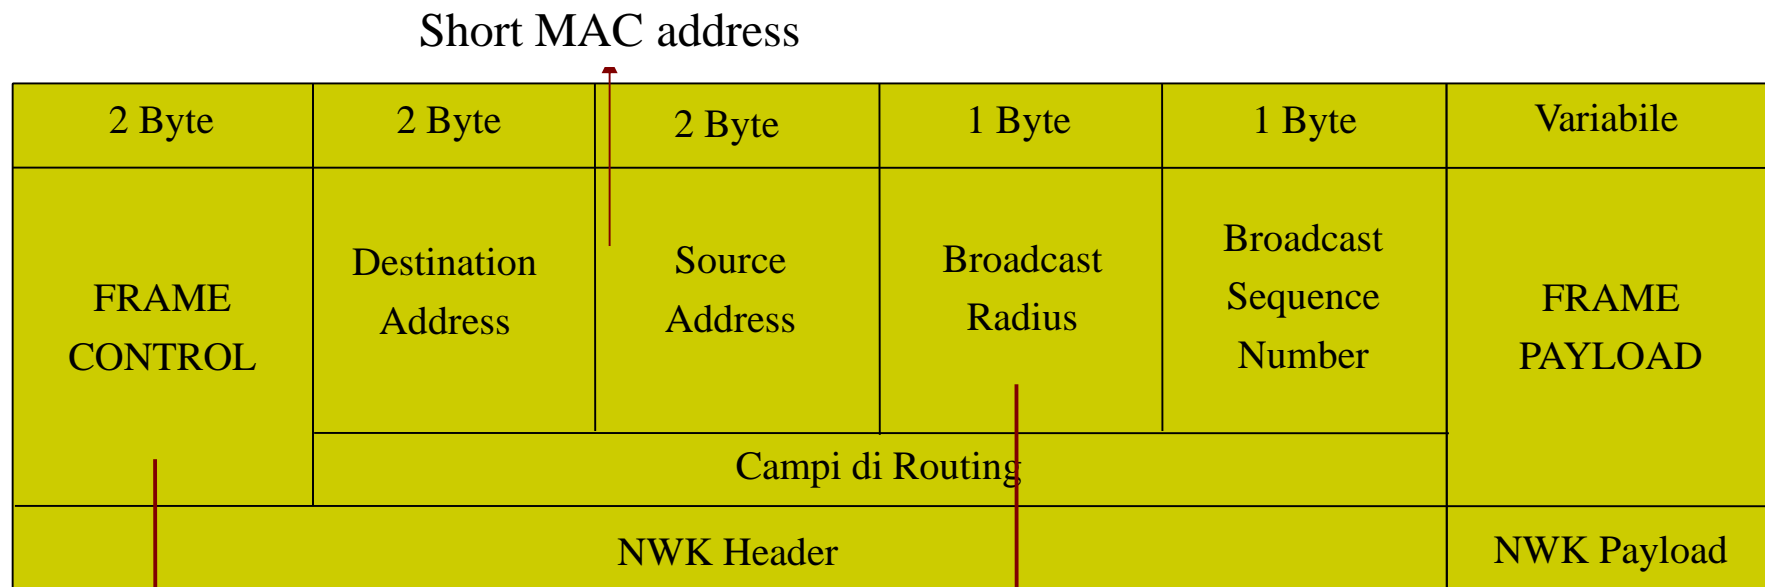 Short MAC address
2 Byte
2 Byte
2 Byte
1 Byte
1 Byte
Variabile
FRAME
CONTROL
Destination
Address
Source
Address
Broadcast
Radius
Broadcast
Sequence
Number
FRAME
PAYLOAD
Campi di Routing
NWK Header
NWK Payload